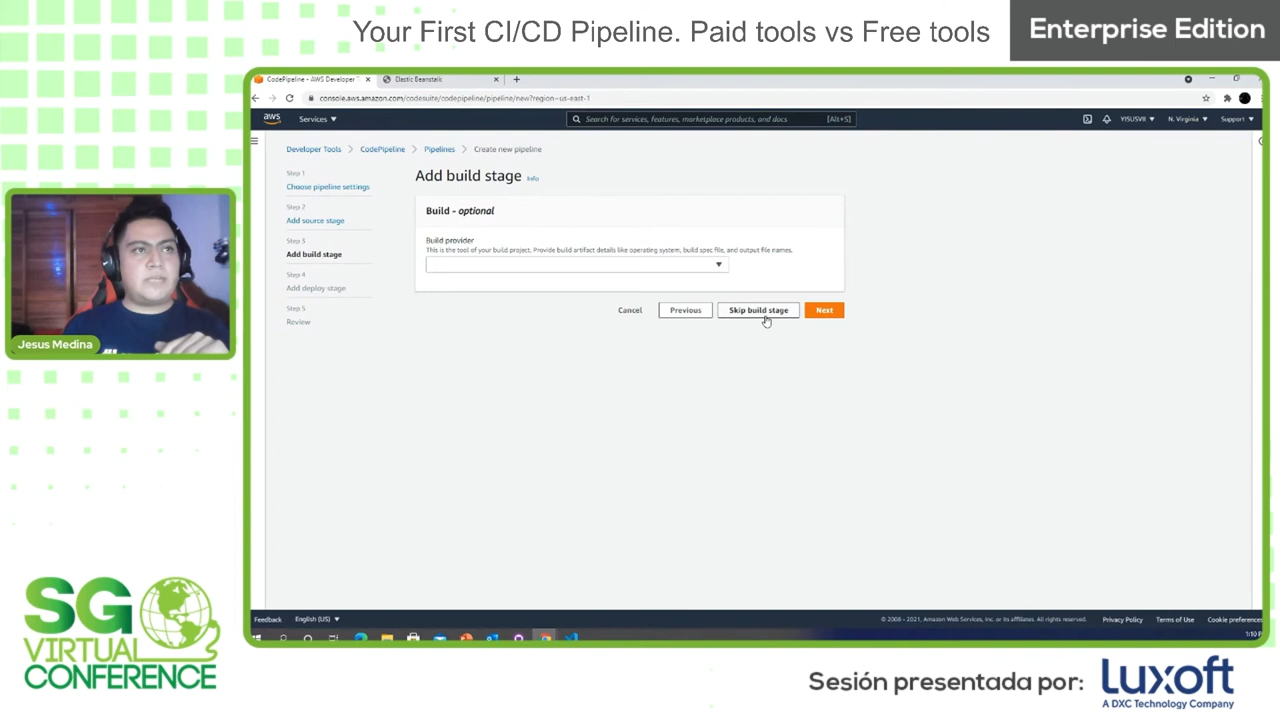 Your First CI/CD Pipeline. Paid tools vs Free tools
Enterprise Edition
CodePipeline - AWS Developer T
Elastic Beanstalk
console.aws.amazon.com/codesuite/codepipeline/pipeline/new?region=us-east-1
aws
Services
Search for services, features, marketplace products, and docs
[Alt+S]
YISUSVII
N. Virginia
Support
Developer Tools
CodePipeline
Pipelines
Create new pipeline
Step 1
Choose pipeline settings
Step 2
Add source stage
Step 3
Add build stage
Step 4
Add deploy stage
Step 5
Review
Add build stage Info
Build - optional
Build provider
This is the tool of your build project. Provide build artifact details like operating system, build spec file, and output file names.
Cancel
Previous
Skip build stage
Next
Jesus Medina
Feedback
English (US)
© 2008 - 2021, Amazon Web Services, Inc. or its affiliates. All rights reserved.
Privacy Policy
Terms of Use
Cookie preferences
1:10 P
SG
VIRTUAL
CONFERENCE
Sesión presentada por:
luxoft
A DXC Technology Company